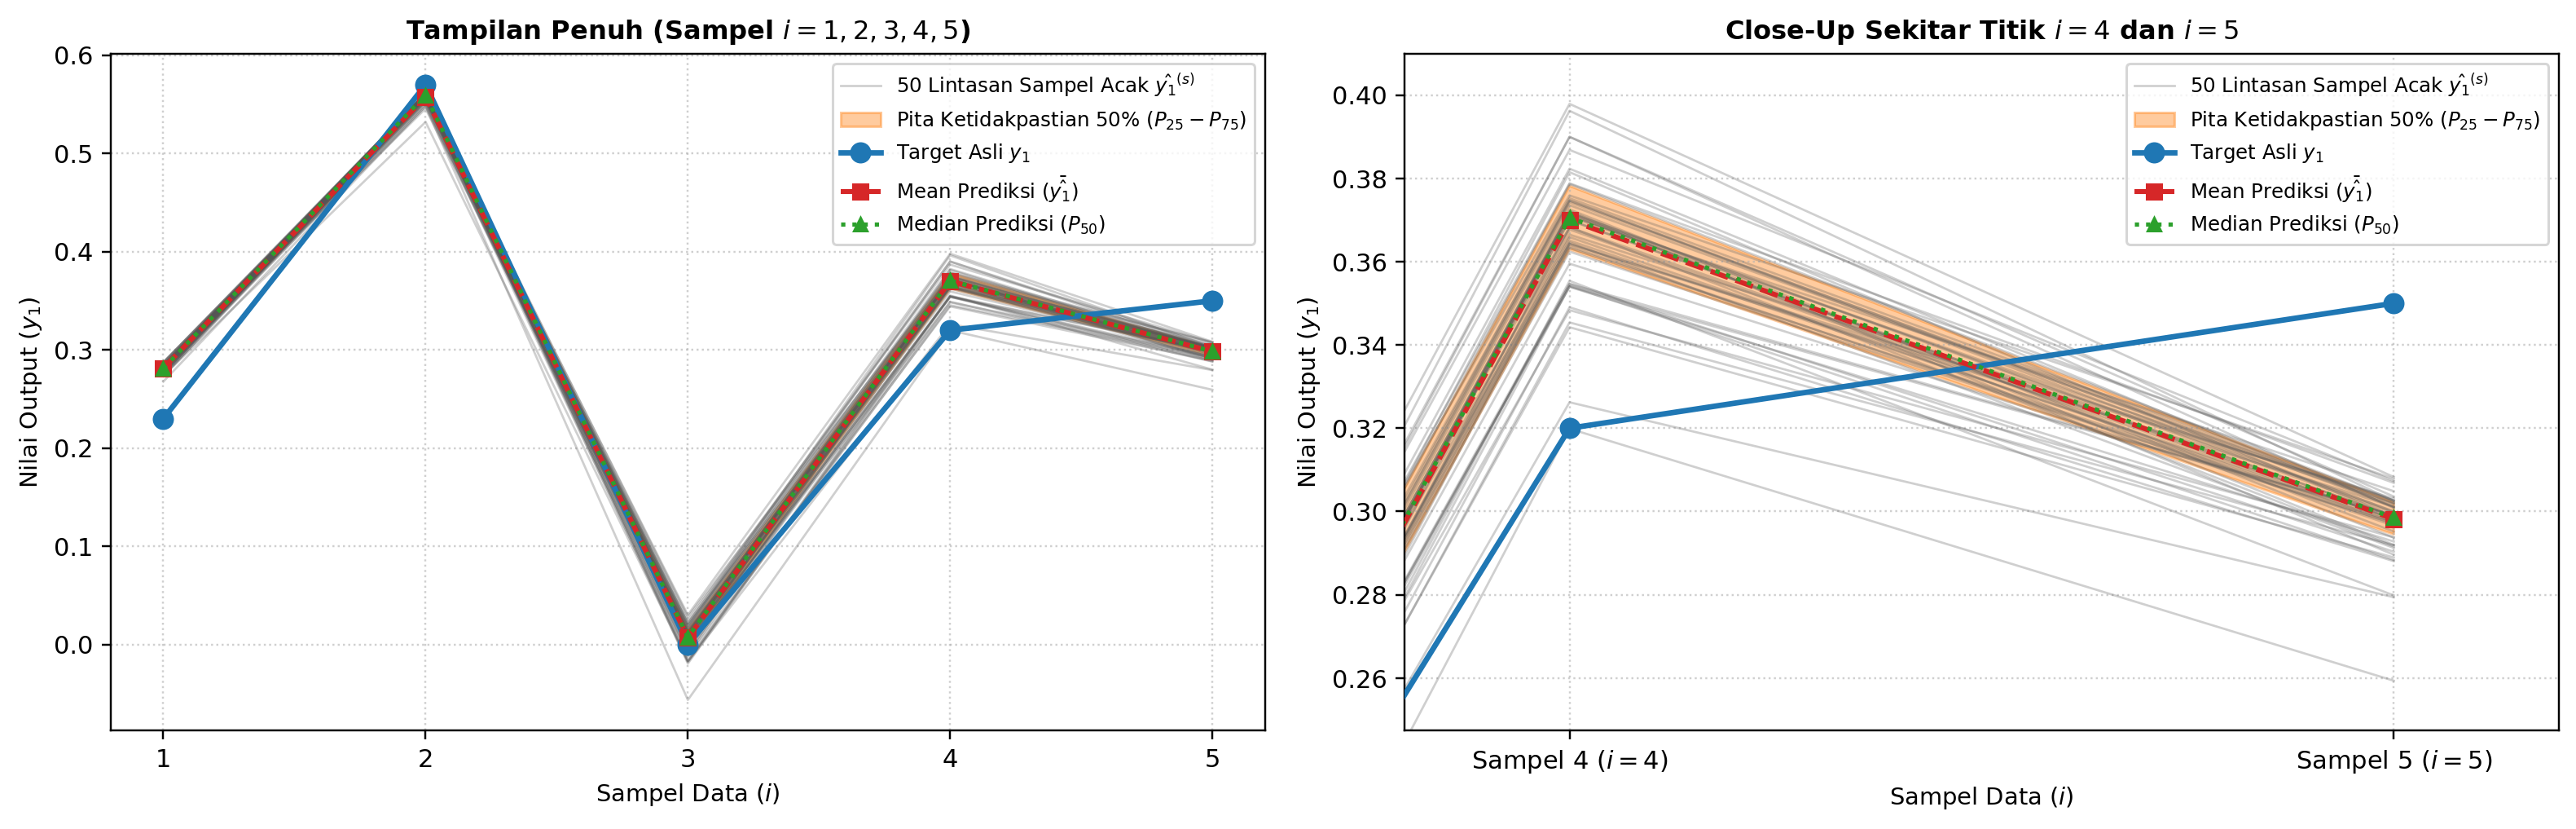 Tampilan Penuh (Sampel i = 1, 2, 3, 4, 5)
Nilai Output (y₁)
0.6
0.5
0.4
0.3
0.2
0.1
0.0
50 Lintasan Sampel Acak ŷ₁⁽ˢ⁾
Pita Ketidakpastian 50% (P₂₅ − P₇₅)
Target Asli y₁
Mean Prediksi (ŷ̄₁)
Median Prediksi (P₅₀)
1 2 3 4 5
Sampel Data (i)
Close-Up Sekitar Titik i = 4 dan i = 5
Nilai Output (y₁)
0.40
0.38
0.36
0.34
0.32
0.30
0.28
0.26
50 Lintasan Sampel Acak ŷ₁⁽ˢ⁾
Pita Ketidakpastian 50% (P₂₅ − P₇₅)
Target Asli y₁
Mean Prediksi (ŷ̄₁)
Median Prediksi (P₅₀)
Sampel 4 (i = 4) Sampel 5 (i = 5)
Sampel Data (i)